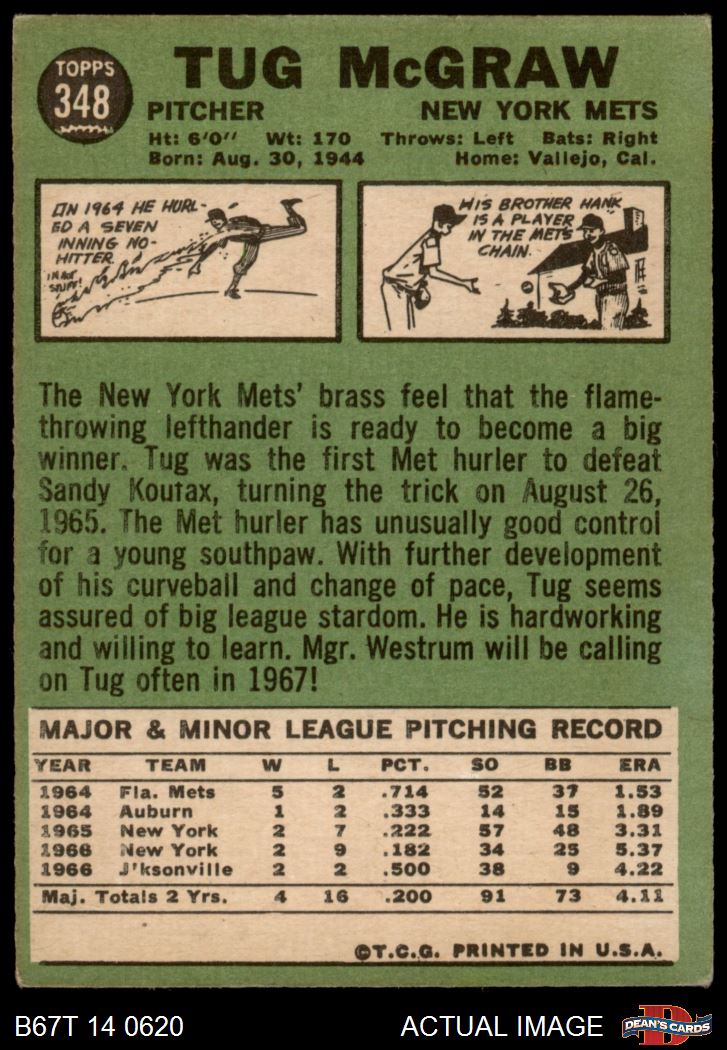 TOPPS
348
TUG McGRAW
PITCHER NEW YORK METS
Ht: 6'0" Wt: 170 Throws: Left Bats: Right
Born: Aug. 30, 1944 Home: Vallejo, Cal.
IN 1964 HE HURL-
ED A SEVEN
INNING NO-
HITTER
HIS BROTHER HANK
IS A PLAYER
IN THE METS
CHAIN.
The New York Mets' brass feel that the flame-
throwing lefthander is ready to become a big
winner. Tug was the first Met hurler to defeat
Sandy Koufax, turning the trick on August 26,
1965. The Met hurler has unusually good control
for a young southpaw. With further development
of his curveball and change of pace, Tug seems
assured of big league stardom. He is hardworking
and willing to learn. Mgr. Westrum will be calling
on Tug often in 1967!
MAJOR & MINOR LEAGUE PITCHING RECORD
YEAR TEAM W L PCT. SO BB ERA
1964 Fla. Mets 5 2 .714 52 37 1.53
1964 Auburn 1 2 .333 14 15 1.89
1965 New York 2 7 .222 57 48 3.31
1966 New York 2 9 .182 34 25 5.37
1966 J'ksonville 2 2 .500 38 9 4.22
Maj. Totals 2 Yrs. 4 16 .200 91 73 4.11
©T.C.G. PRINTED IN U.S.A.
B67T 14 0620 ACTUAL IMAGE
D
DEAN'S CARDS